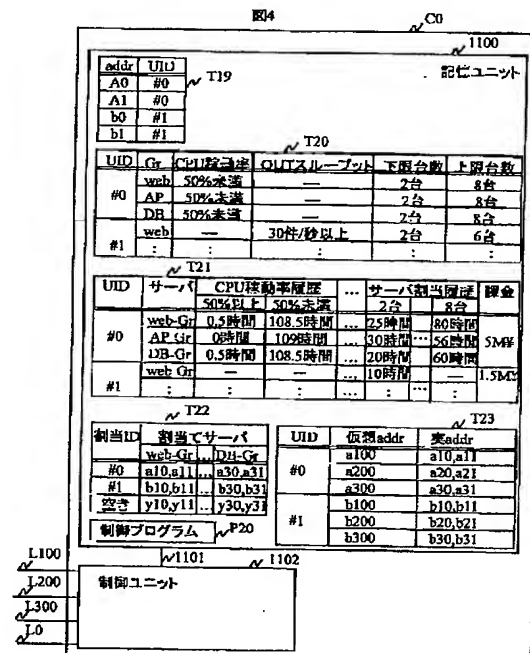 図4
C0
1100
記憶ユニット
T19
addr UID
A0 #0
A1 #0
b0 #1
b1 #1
T20
UID Gr. CPU稼動率 OUTスループット 下限台数 上限台数
#0 web 50%未満 — 2台 8台
AP 50%未満 — 2台 8台
DB 50%未満 — 2台 8台
#1 web — 30件/秒以上 2台 6台
: : : : :
T21
UID サーバ CPU稼動率履歴 … サーバ割当履歴 課金
50%以上 50%未満 2台 8台
#0 web-Gr 0.5時間 108.5時間 … 25時間 80時間 5M¥
AP-Gr 0時間 109時間 … 30時間 … 56時間
DB-Gr 0.5時間 108.5時間 … 20時間 60時間
#1 web Gr — — … 10時間 — 1.5M¥
: : : … : … :
T22
割当ID 割当てサーバ
web-Gr … DB-Gr
#0 a10,a11 … a30,a31
#1 b10,b11 … b30,b31
空き y10,y11 … y30,y31
T23
UID 仮想addr 実addr
#0 a100 a10,a11
a200 a20,a21
a300 a30,a31
#1 b100 b10,b11
b200 b20,b21
b300 b30,b31
制御プログラム P20
1101
1102
制御ユニット
L100
L200
L300
L0